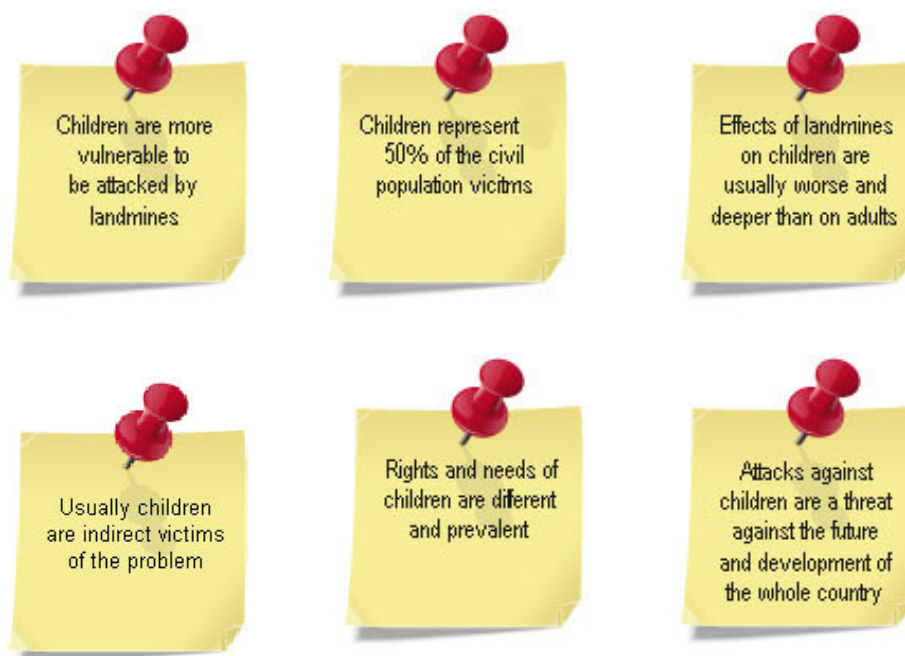 Children are more
vulnerable to
be attacked by
landmines
Children represent
50% of the civil
population vicitms
Effects of landmines
on children are
usually worse and
deeper than on adults
Usually children
are indirect victims
of the problem
Rights and needs of
children are different
and prevalent
Attacks against
children are a threat
against the future
and development of
the whole country